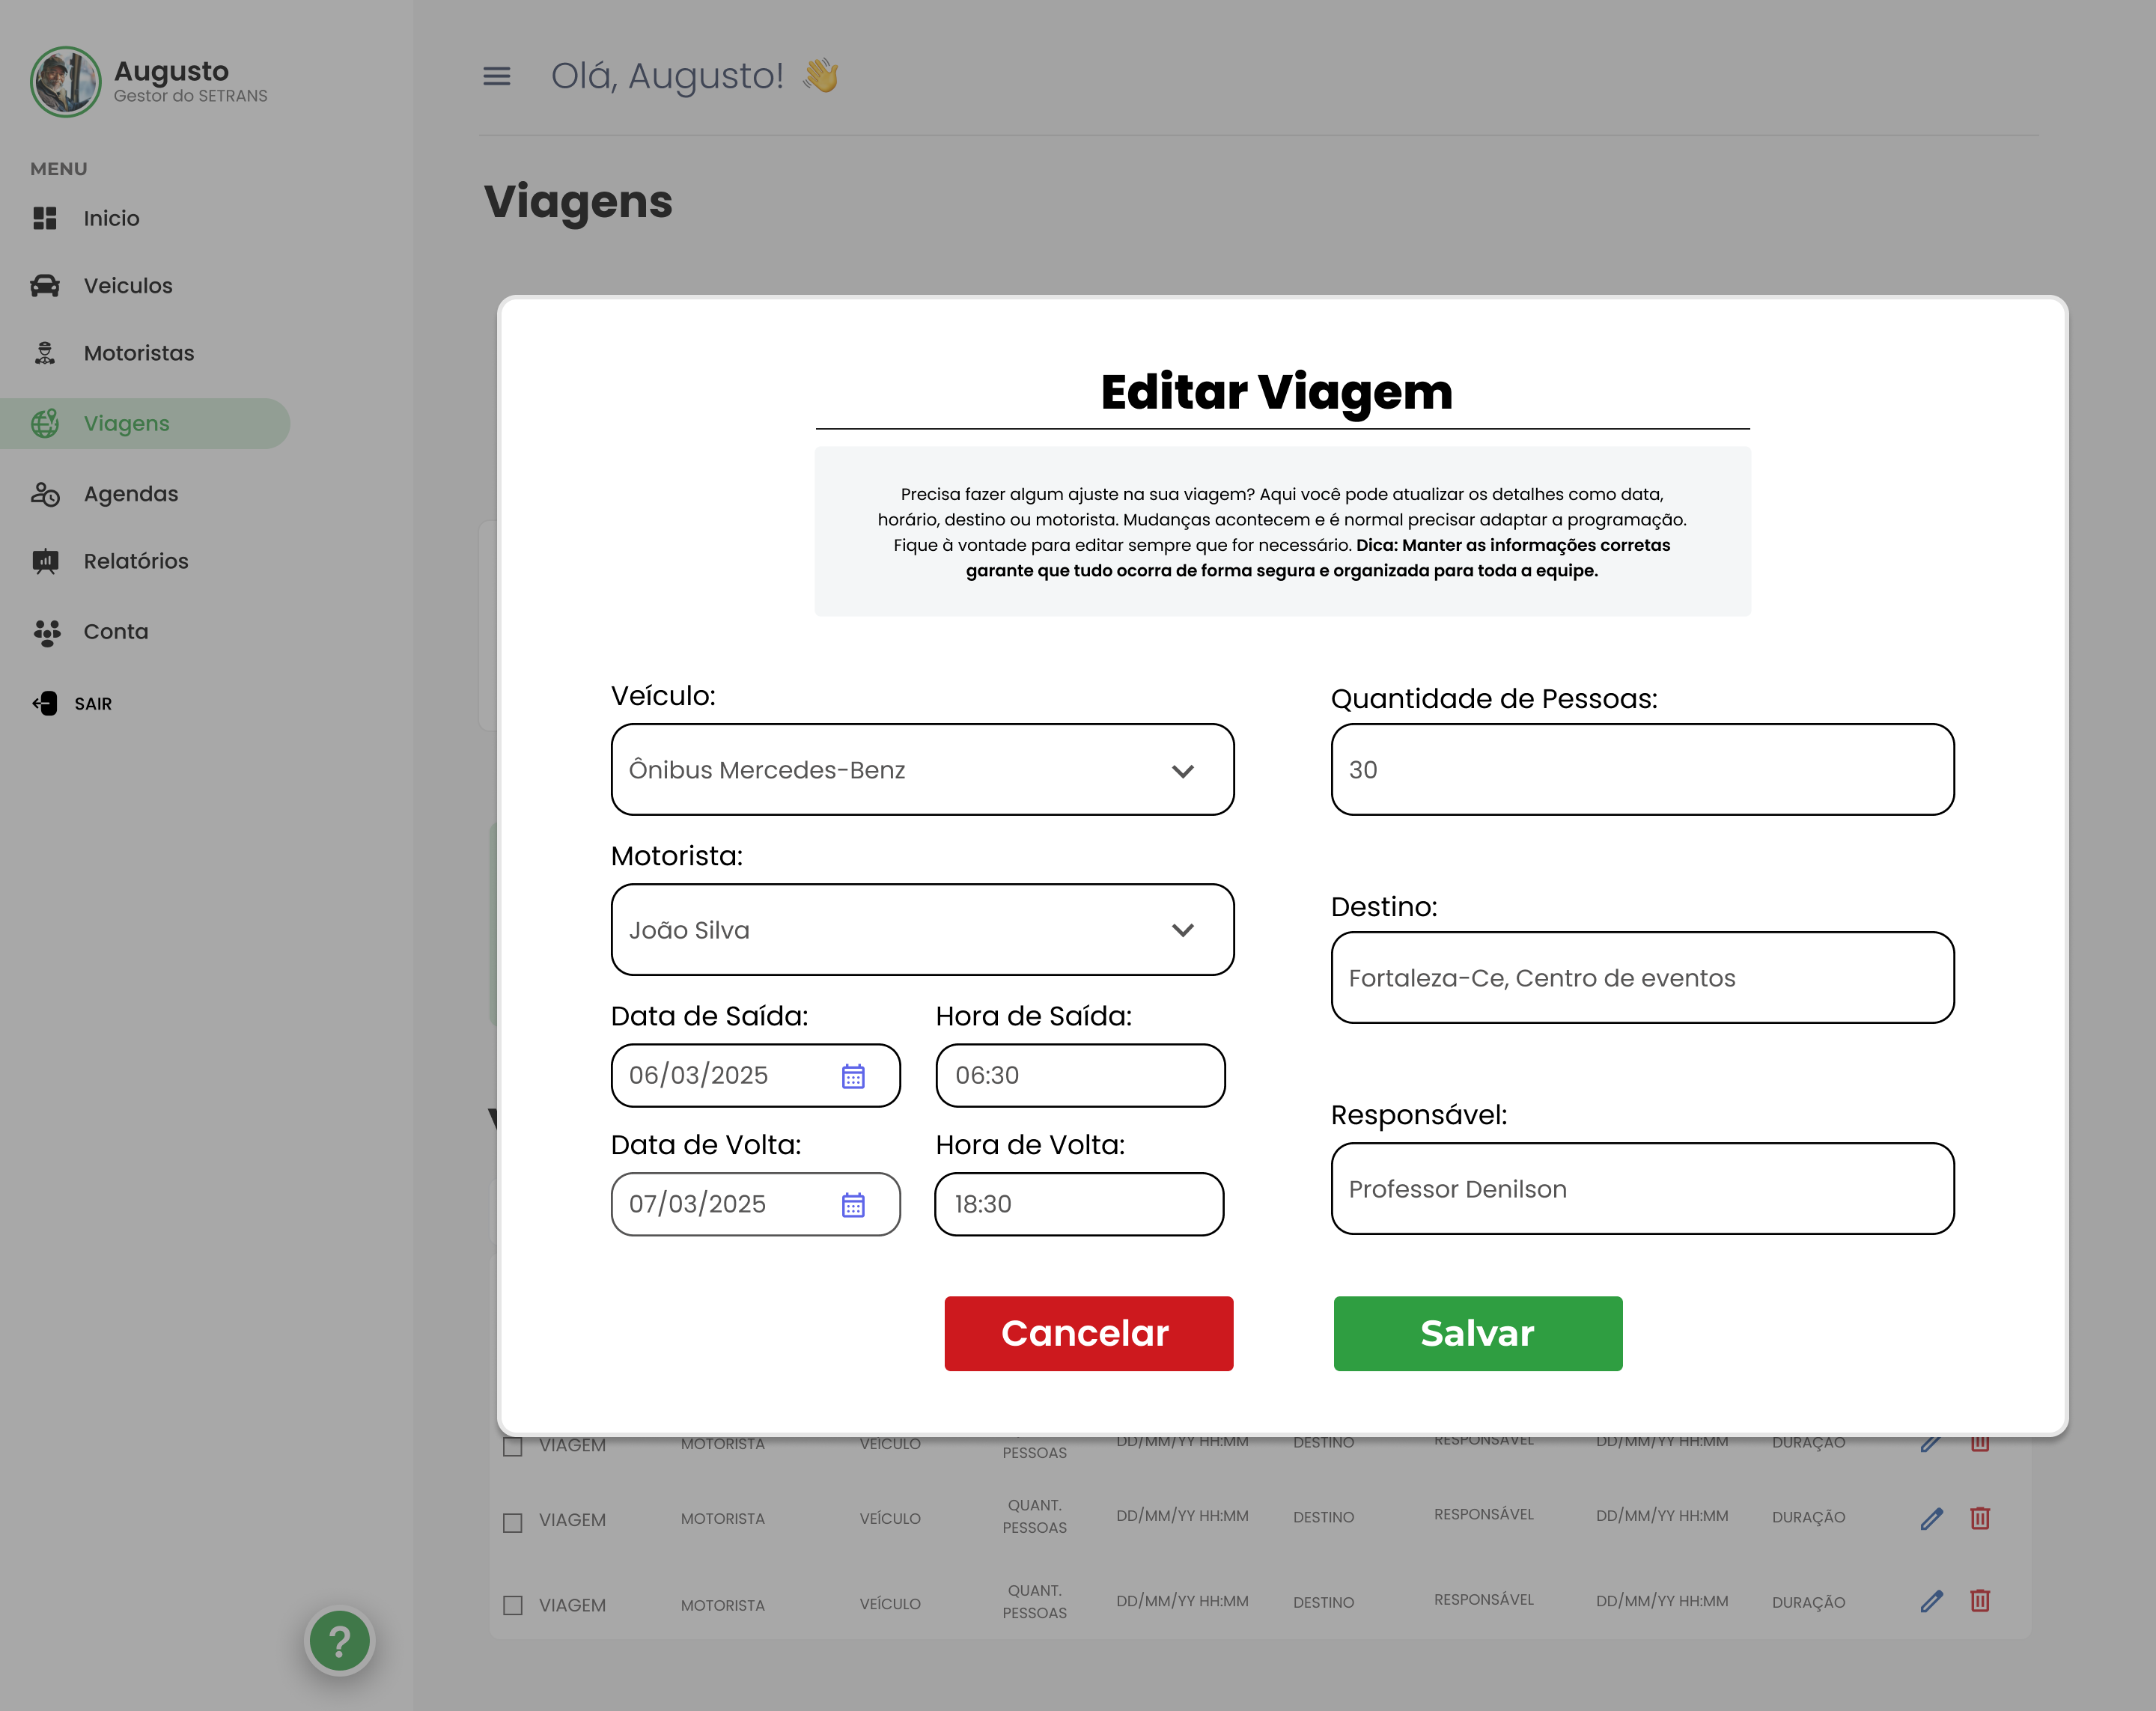 Augusto
Gestor do SETRANS
MENU
Inicio
Veiculos
Motoristas
Viagens
Agendas
Relatórios
Conta
SAIR
?
Olá, Augusto! 👋
Viagens
Editar Viagem
Precisa fazer algum ajuste na sua viagem? Aqui você pode atualizar os detalhes como data,
horário, destino ou motorista. Mudanças acontecem e é normal precisar adaptar a programação.
Fique à vontade para editar sempre que for necessário. Dica: Manter as informações corretas
garante que tudo ocorra de forma segura e organizada para toda a equipe.
Veículo:
Ônibus Mercedes-Benz
Motorista:
João Silva
Data de Saída: Hora de Saída:
06/03/2025 06:30
Data de Volta: Hora de Volta:
07/03/2025 18:30
Quantidade de Pessoas:
30
Destino:
Fortaleza-Ce, Centro de eventos
Responsável:
Professor Denilson
Cancelar Salvar
VIAGEM MOTORISTA VEÍCULO PESSOAS DD/MM/YY HH:MM DESTINO RESPONSÁVEL DD/MM/YY HH:MM DURAÇÃO
VIAGEM MOTORISTA VEÍCULO QUANT. PESSOAS DD/MM/YY HH:MM DESTINO RESPONSÁVEL DD/MM/YY HH:MM DURAÇÃO
VIAGEM MOTORISTA VEÍCULO QUANT. PESSOAS DD/MM/YY HH:MM DESTINO RESPONSÁVEL DD/MM/YY HH:MM DURAÇÃO